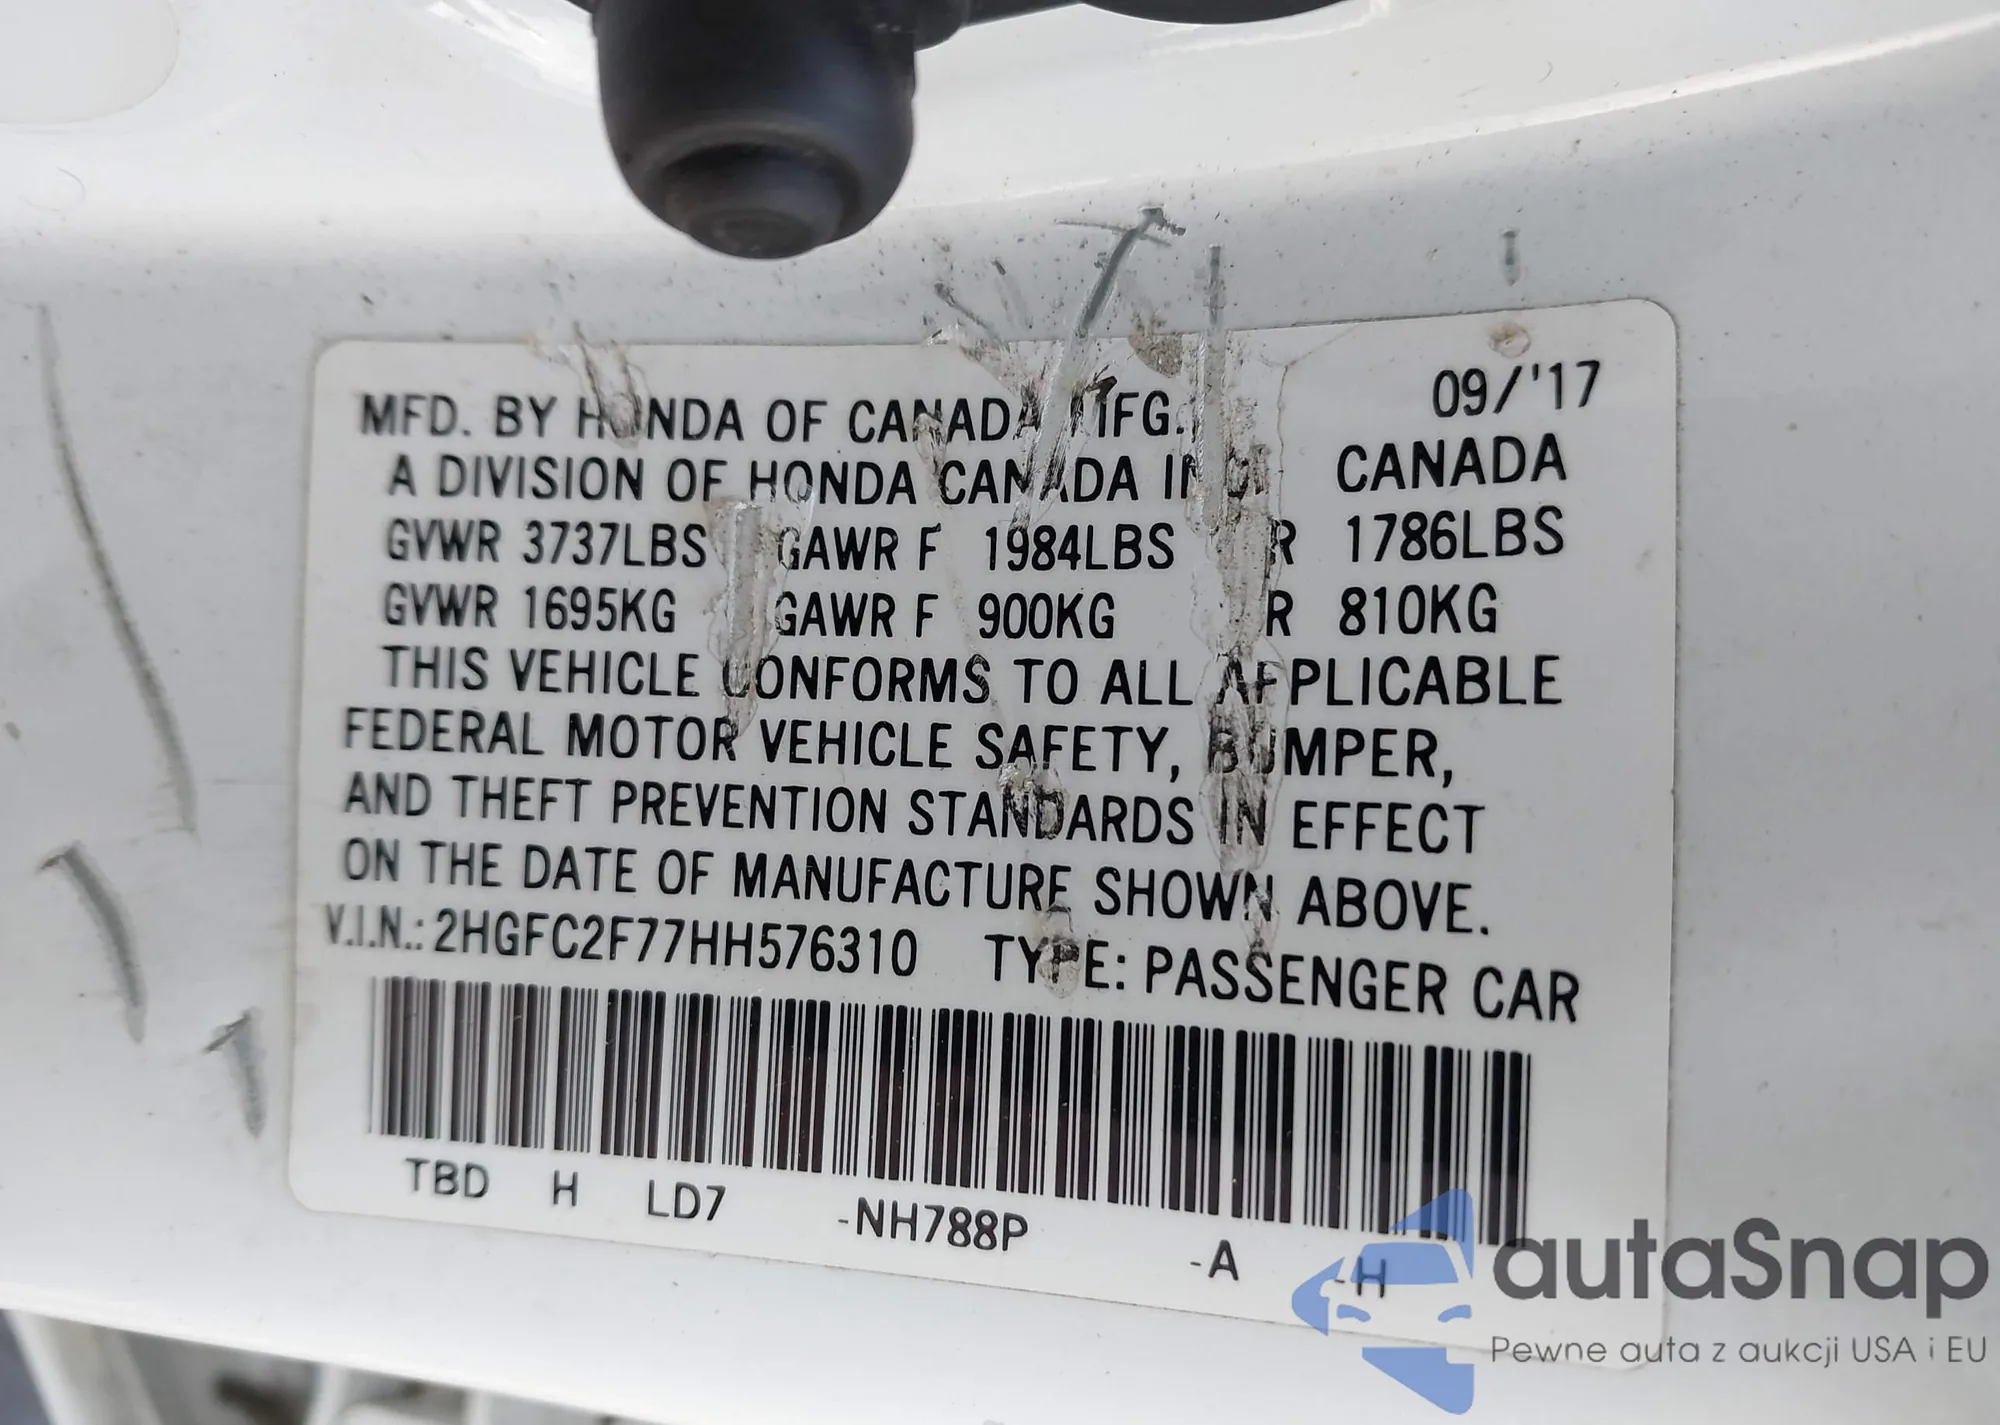 09/'17
MFD. BY HONDA OF CANADA MFG.
A DIVISION OF HONDA CANADA INC. CANADA
GVWR 3737LBS GAWR F 1984LBS R 1786LBS
GVWR 1695KG GAWR F 900KG R 810KG
THIS VEHICLE CONFORMS TO ALL APPLICABLE
FEDERAL MOTOR VEHICLE SAFETY, BUMPER,
AND THEFT PREVENTION STANDARDS IN EFFECT
ON THE DATE OF MANUFACTURE SHOWN ABOVE.
V.I.N.: 2HGFC2F77HH576310 TYPE: PASSENGER CAR
TBD H LD7 -NH788P -A -H
autaSnap
Pewne auta z aukcji USA i EU